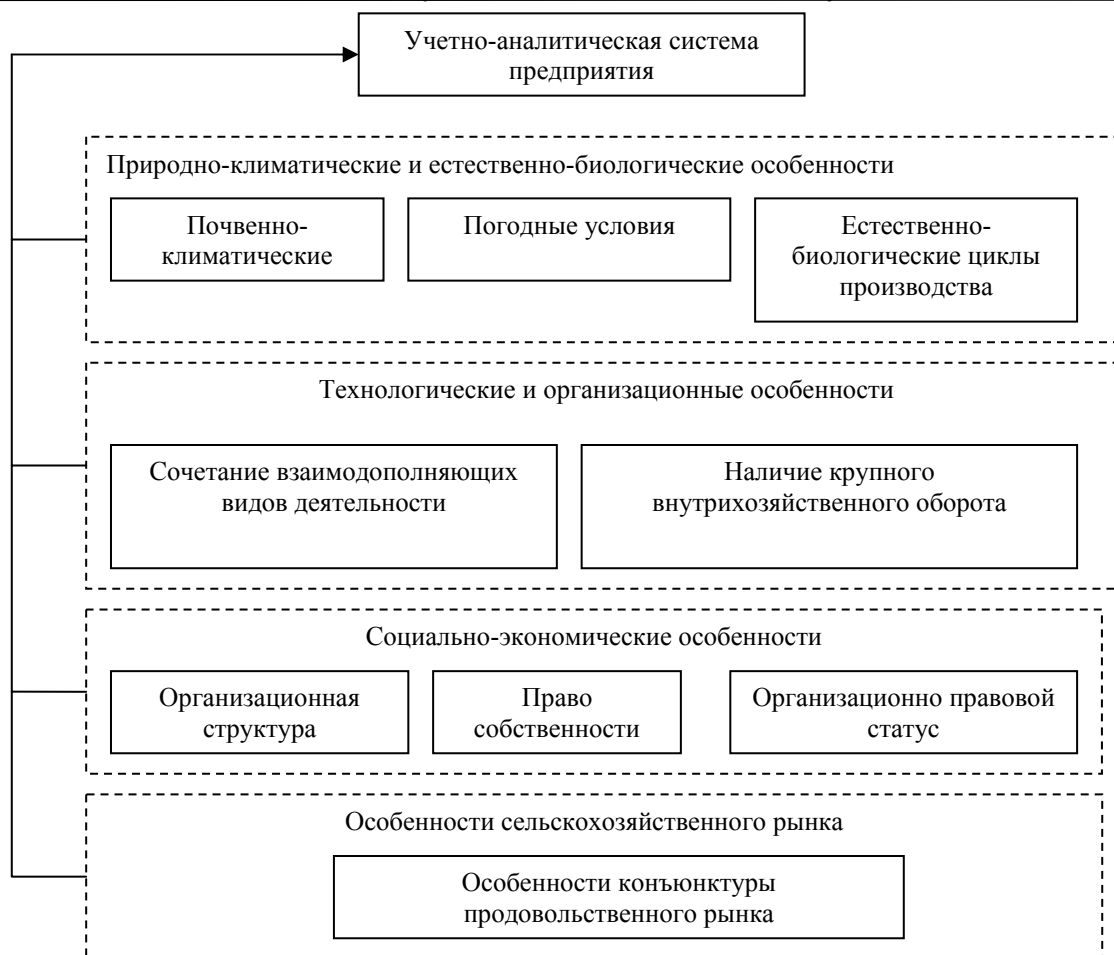 Учетно-аналитическая система
предприятия
Природно-климатические и естественно-биологические особенности
Почвенно-
климатические
Погодные условия
Естественно-
биологические циклы
производства
Технологические и организационные особенности
Сочетание взаимодополняющих
видов деятельности
Наличие крупного
внутрихозяйственного оборота
Социально-экономические особенности
Организационная
структура
Право
собственности
Организационно правовой
статус
Особенности сельскохозяйственного рынка
Особенности конъюнктуры
продовольственного рынка